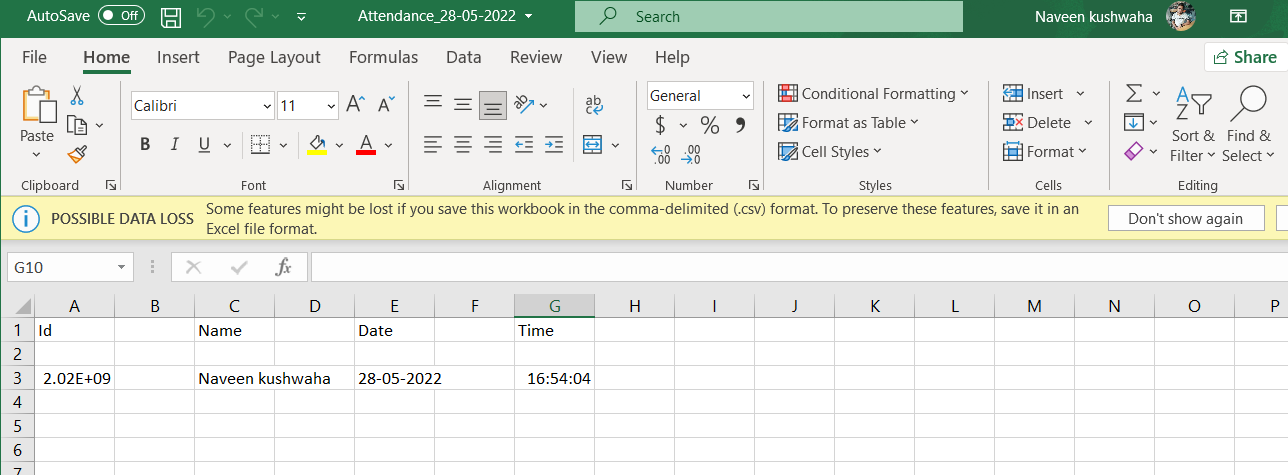 AutoSave Off Attendance_28-05-2022 Search Naveen kushwaha
File Home Insert Page Layout Formulas Data Review View Help Share
Paste
Calibri 11
B I U A
ab
General
$ % 9
Conditional Formatting
Format as Table
Cell Styles
Insert
Delete
Format
Sort & Filter
Find & Select
Clipboard Font Alignment Number Styles Cells Editing
POSSIBLE DATA LOSS Some features might be lost if you save this workbook in the comma-delimited (.csv) format. To preserve these features, save it in an
Excel file format.
Don't show again
G10 fx
A B C D E F G H I J K L M N O P
1 Id Name Date Time
2
3 2.02E+09 Naveen kushwaha 28-05-2022 16:54:04
4
5
6
7